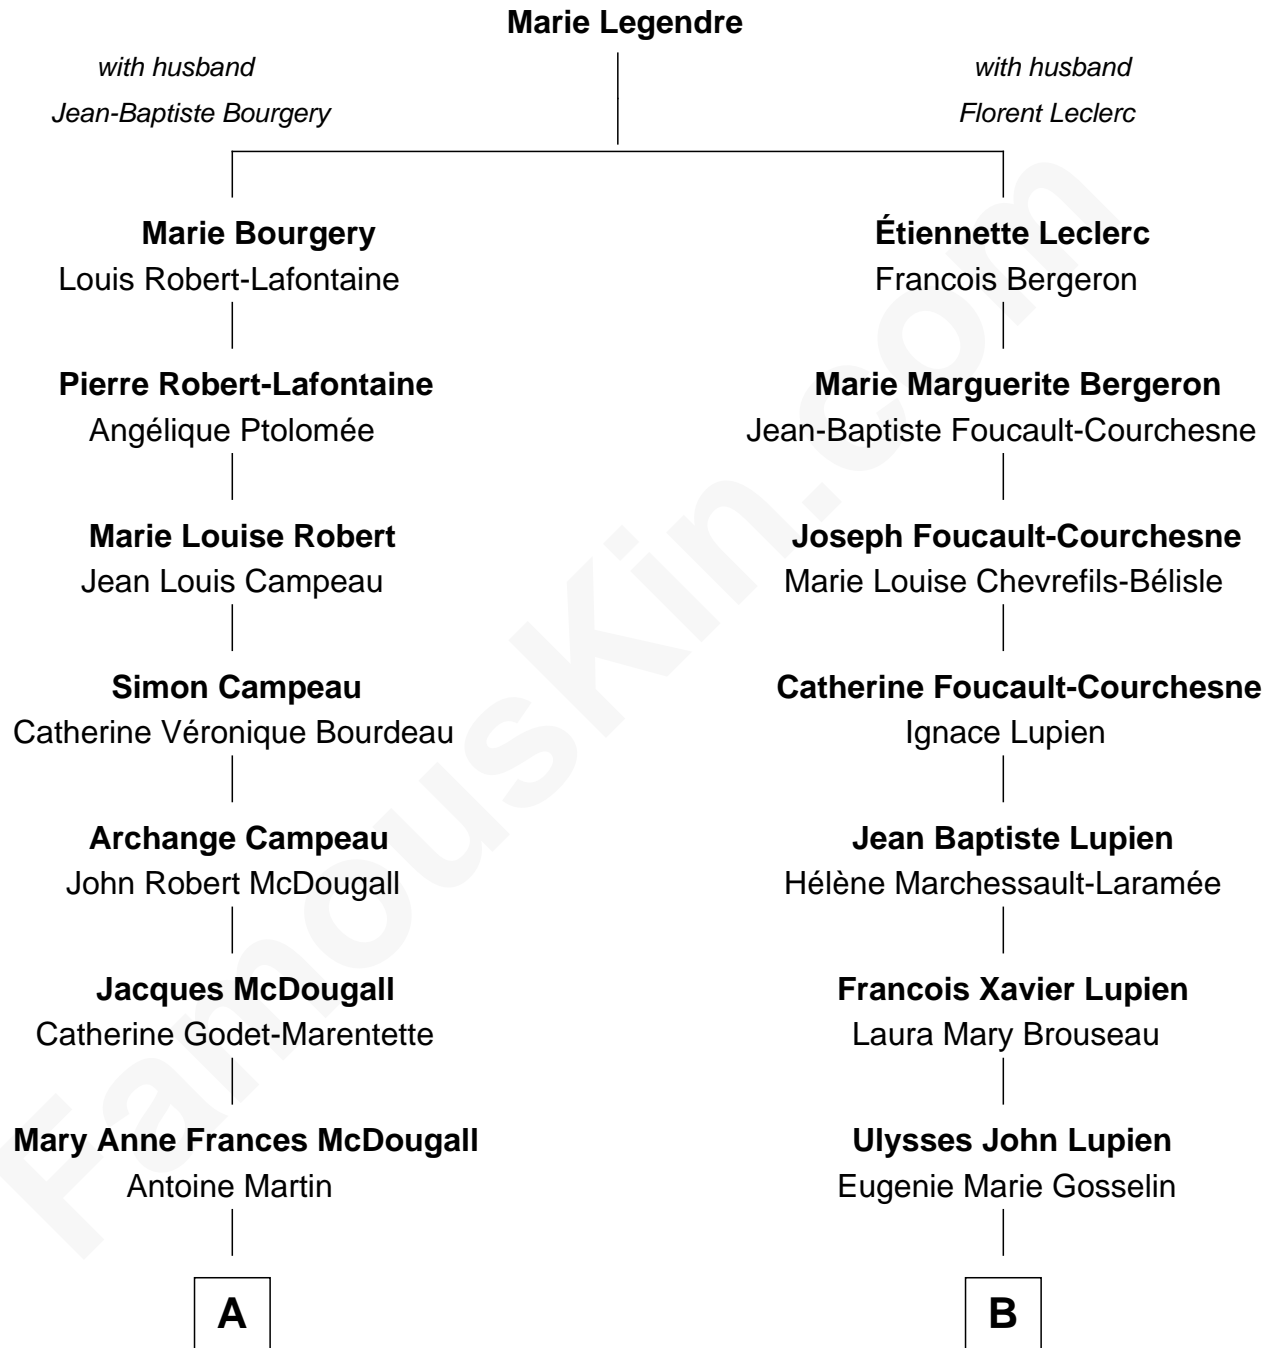 Marie Legendre
with husband
Jean-Baptiste Bourgery
with husband
Florent Leclerc
Marie Bourgery
Louis Robert-Lafontaine
Étiennette Leclerc
Francois Bergeron
Pierre Robert-Lafontaine
Angélique Ptolomée
Marie Marguerite Bergeron
Jean-Baptiste Foucault-Courchesne
Marie Louise Robert
Jean Louis Campeau
Joseph Foucault-Courchesne
Marie Louise Chevrefils-Bélisle
Simon Campeau
Catherine Véronique Bourdeau
Catherine Foucault-Courchesne
Ignace Lupien
Archange Campeau
John Robert McDougall
Jean Baptiste Lupien
Hélène Marchessault-Laramée
Jacques McDougall
Catherine Godet-Marentette
Francois Xavier Lupien
Laura Mary Brouseau
Mary Anne Frances McDougall
Antoine Martin
Ulysses John Lupien
Eugenie Marie Gosselin
A
B
FamousKin.com